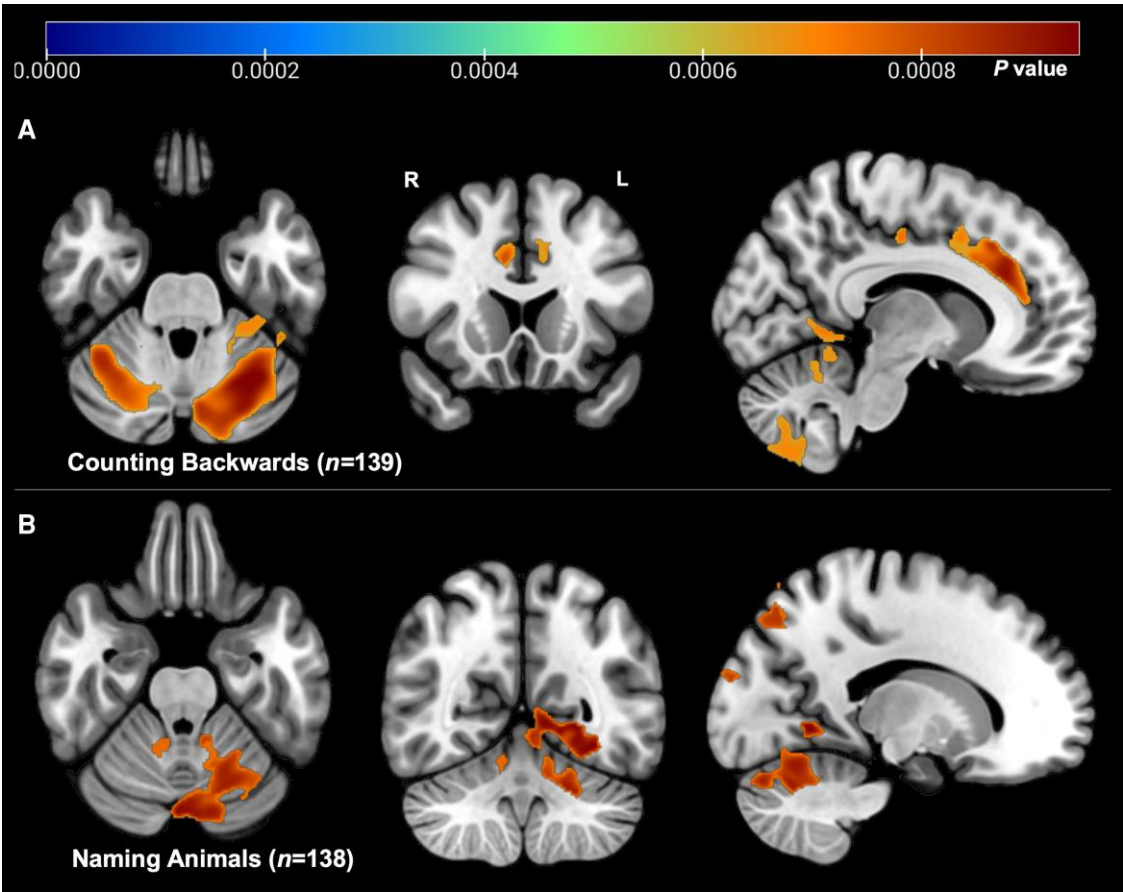 0.0000 0.0002 0.0004 0.0006 0.0008 P value
A
R L
Counting Backwards (n=139)
B
Naming Animals (n=138)